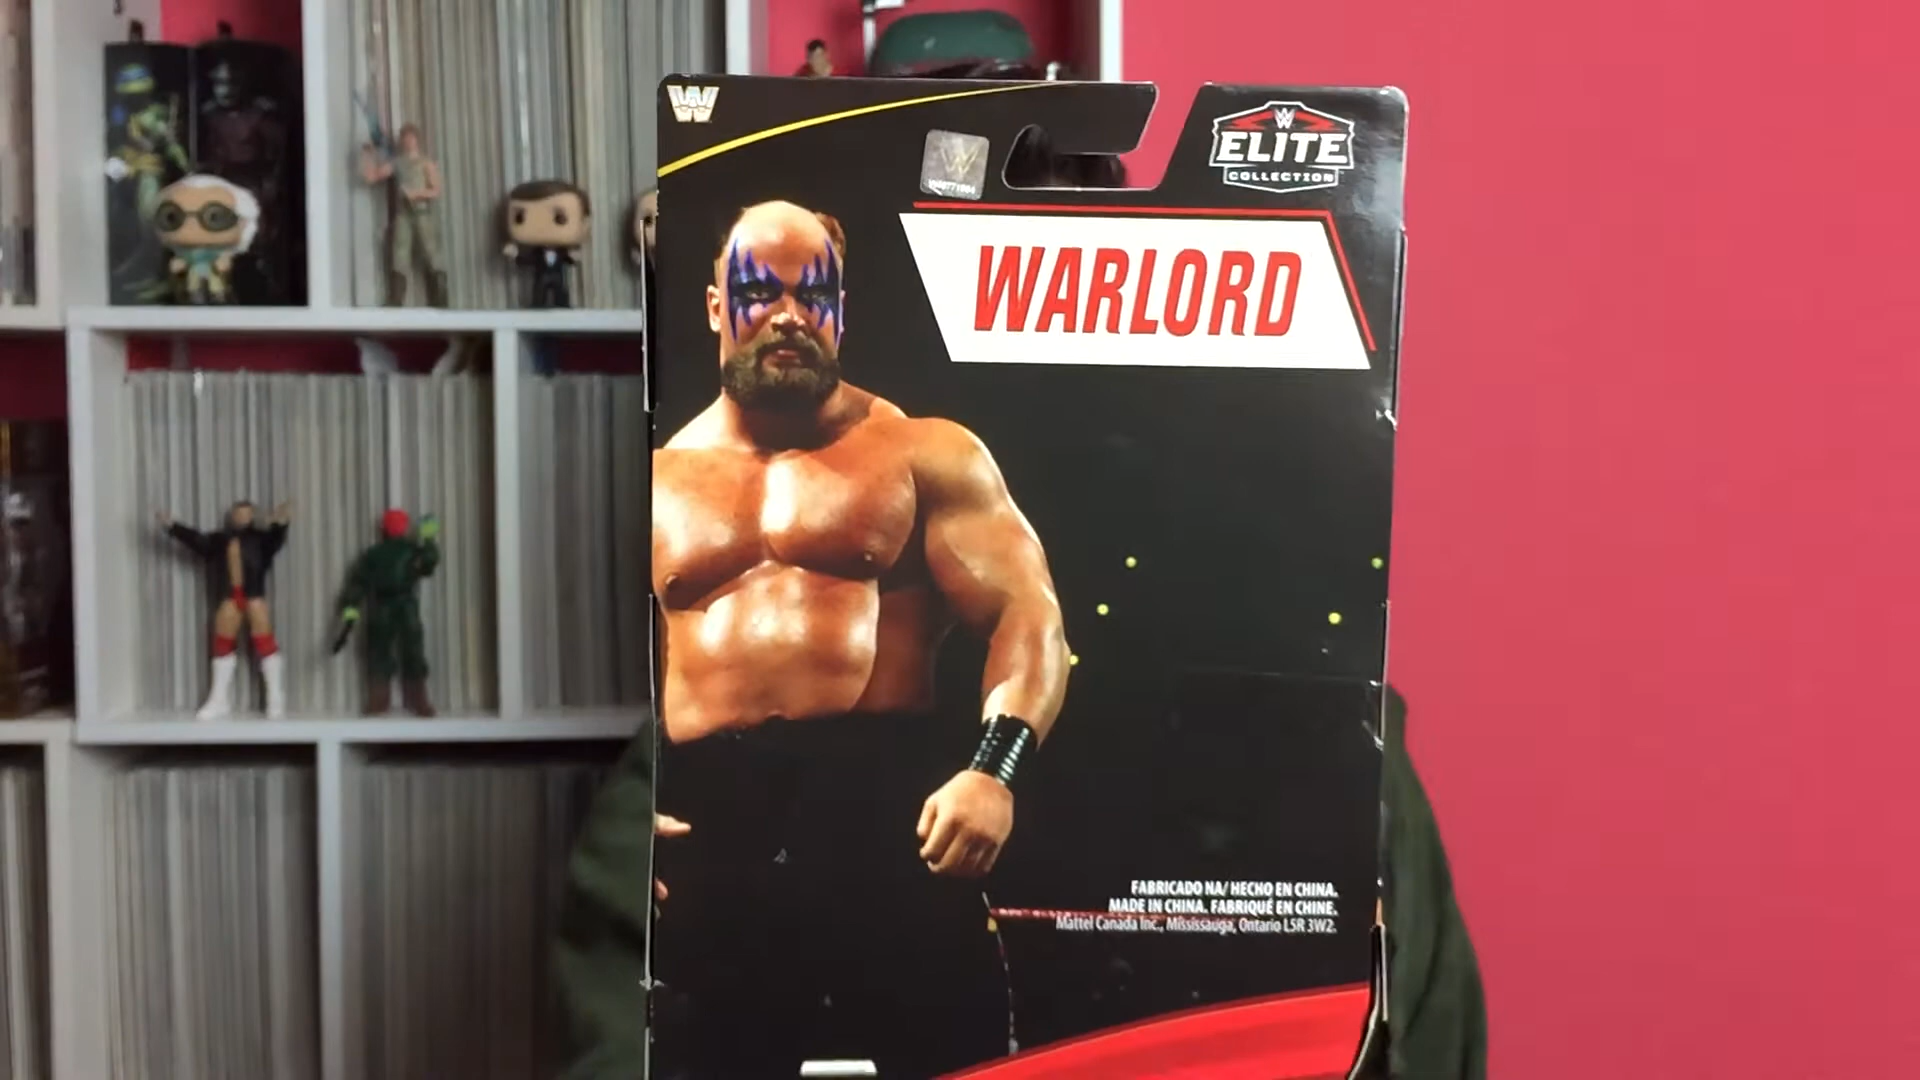 W
ELITE
COLLECTION
WARLORD
FABRICADO NA/ HECHO EN CHINA.
MADE IN CHINA. FABRIQUÉ EN CHINE.
Mattel Canada Inc., Mississauga, Ontario L5R 3W2.